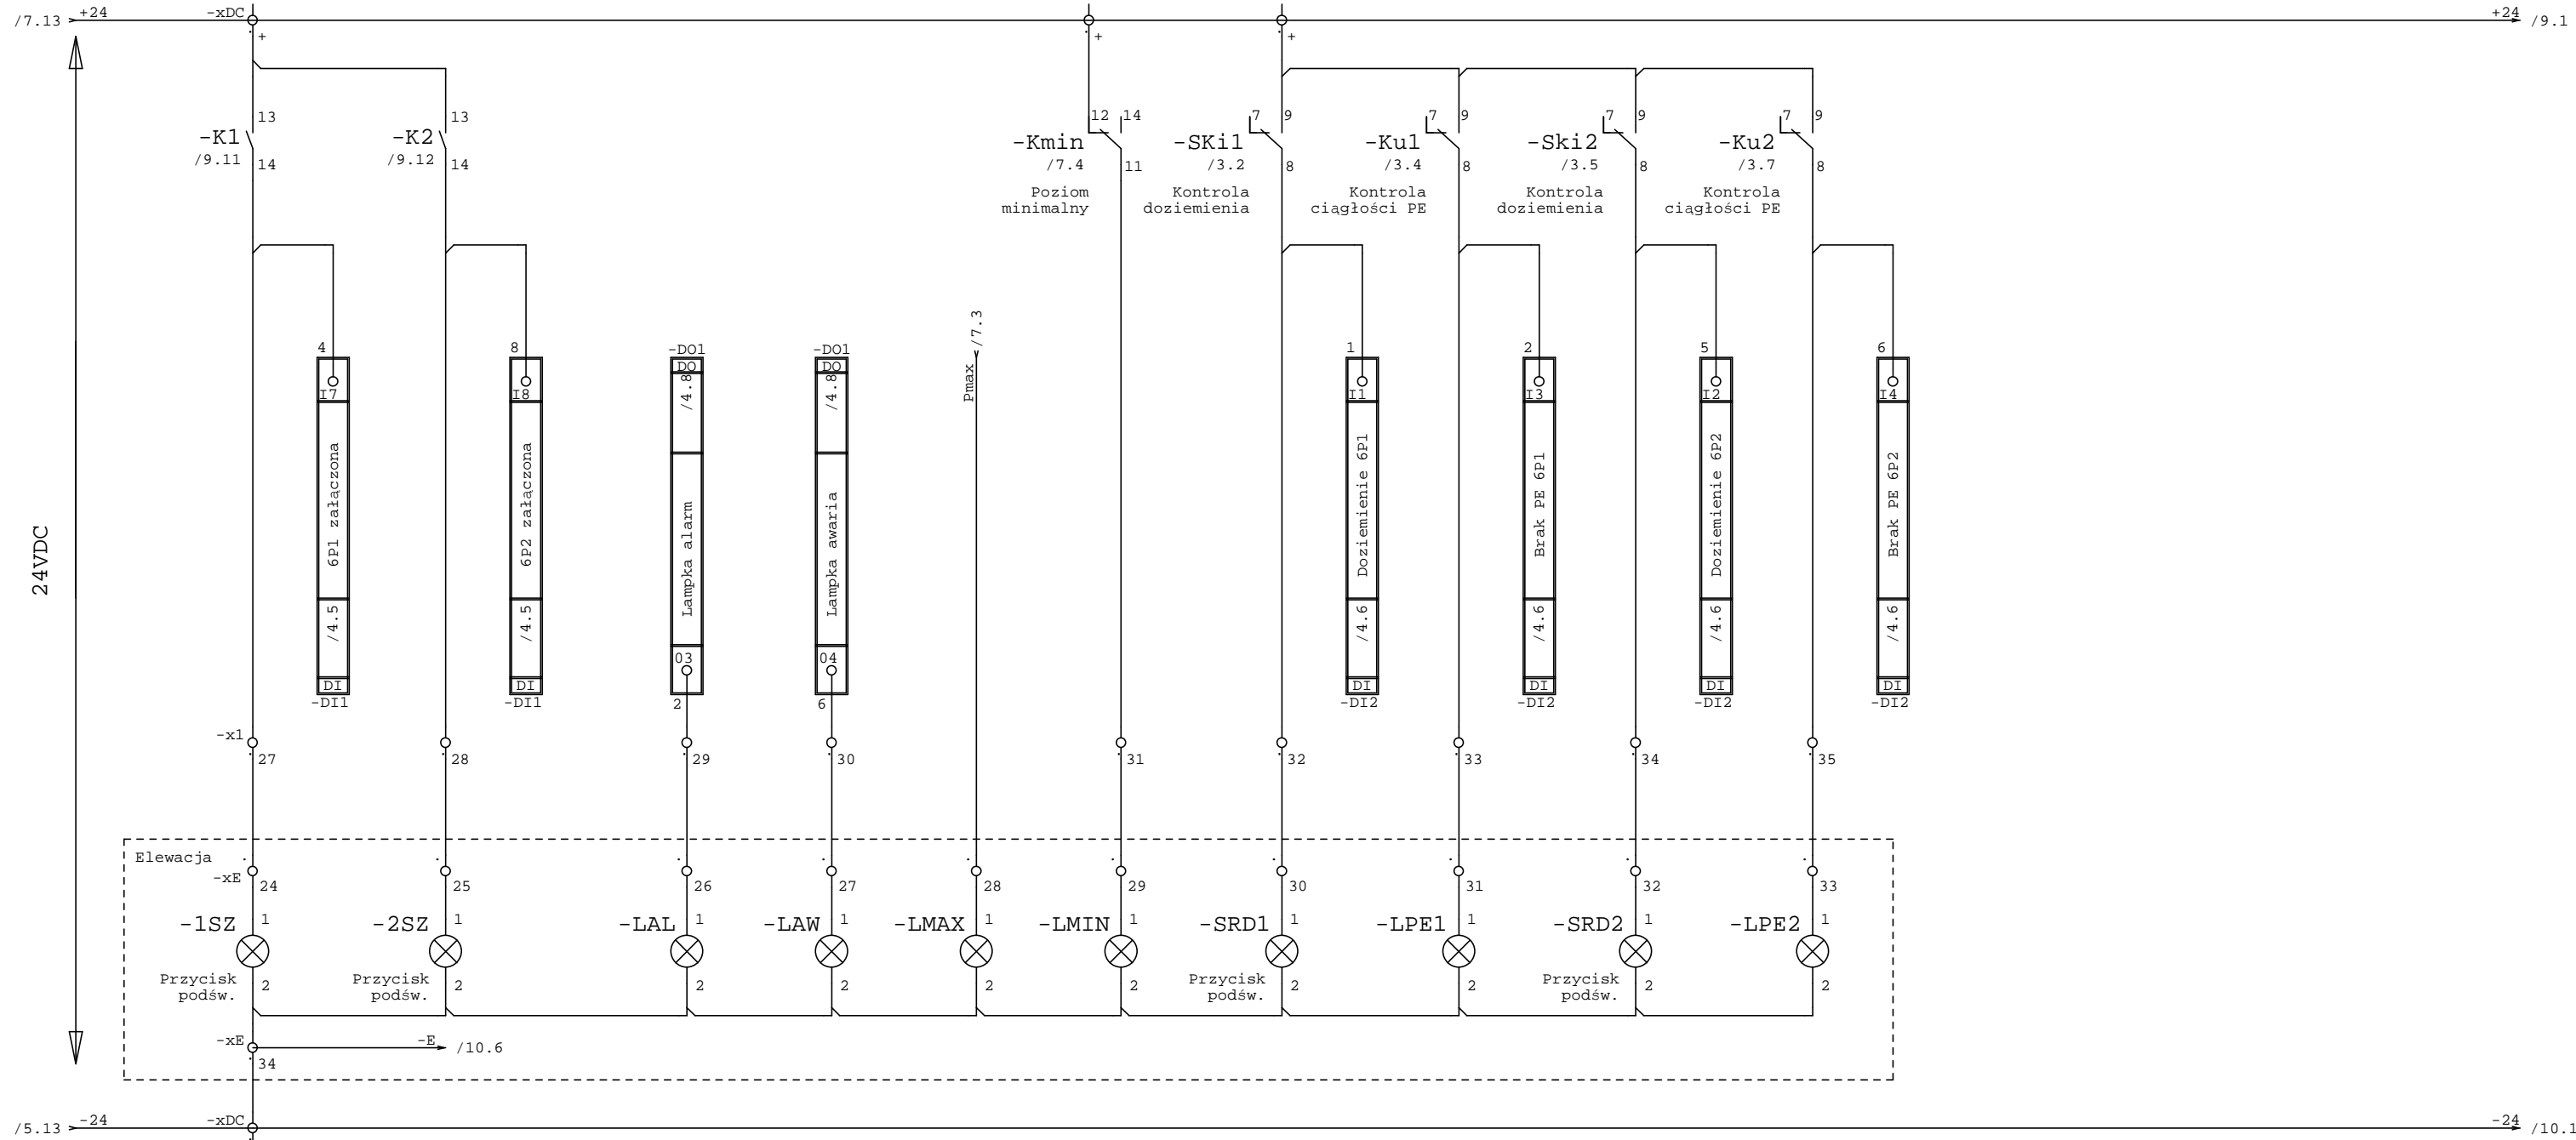 /7.13
+24
-xDC
+
+
+
+24
/9.1
13
-K1
/9.11
14
13
-K2
/9.12
14
12
14
-Kmin
/7.4
11
Poziom
minimalny
7
9
-SKi1
/3.2
8
Kontrola
doziemienia
7
9
-Ku1
/3.4
8
Kontrola
ciągłości PE
7
9
-Ski2
/3.5
8
Kontrola
doziemienia
7
9
-Ku2
/3.7
8
Kontrola
ciągłości PE
24VDC
4
I7
6P1 załączona
/4.5
DI
-DI1
8
I8
6P2 załączona
/4.5
DI
-DI1
-DO1
DO
/4.8
Lampka alarm
03
2
-DO1
DO
/4.8
Lampka awaria
04
6
Pmax
/7.3
1
I1
Doziemienie 6P1
/4.6
DI
-DI2
2
I3
Brak PE 6P1
/4.6
DI
-DI2
5
I2
Doziemienie 6P2
/4.6
DI
-DI2
6
I4
Brak PE 6P2
/4.6
DI
-DI2
-x1
27
28
29
30
31
32
33
34
35
Elewacja
-xE
24
25
26
27
28
29
30
31
32
33
-1SZ
1
-2SZ
1
-LAL
1
-LAW
1
-LMAX
1
-LMIN
1
-SRD1
1
-LPE1
1
-SRD2
1
-LPE2
1
Przycisk
podśw.
2
Przycisk
podśw.
2
2
2
2
2
Przycisk
podśw.
2
2
Przycisk
podśw.
2
2
-xE
34
-E
/10.6
/5.13
-24
-xDC
-24
/10.1